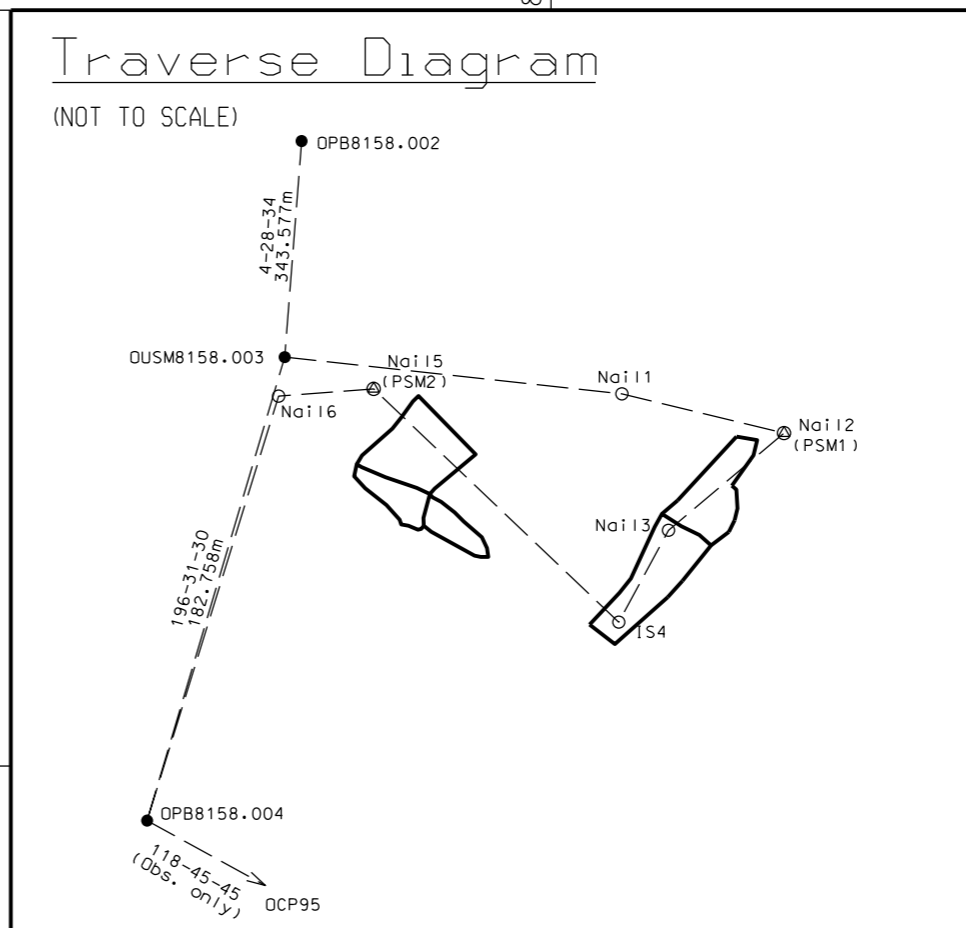 Traverse Diagram
(NOT TO SCALE)
OPB8158.002
4-28-34
343.577m
OUSM8158.003
Nail5
(PSM2)
Nail1
Nail6
Nail2
(PSM1)
Nail3
196-31-30
182.758m
IS4
OPB8158.004
118-45-45
(Obs. only)
OCP95